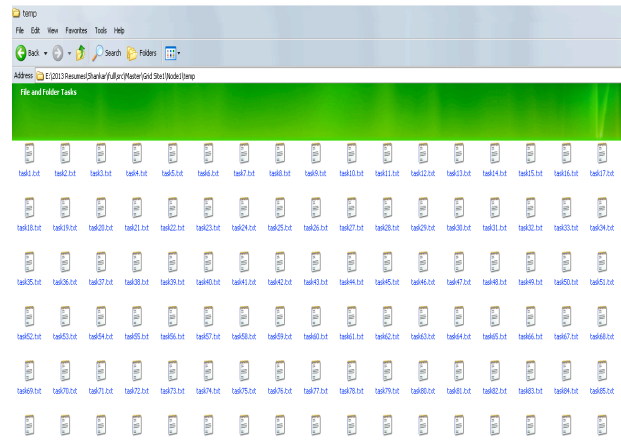 temp
File Edit View Favorites Tools Help
Back Search Folders
Address E:\2013 Resumes\Shankar\full\src\Master\Grid Site1\Node1\temp
File and Folder Tasks
task1.txt task2.txt task3.txt task4.txt task5.txt task6.txt task7.txt task8.txt task9.txt task10.txt task11.txt task12.txt task13.txt task14.txt task15.txt task16.txt task17.txt
task18.txt task19.txt task20.txt task21.txt task22.txt task23.txt task24.txt task25.txt task26.txt task27.txt task28.txt task29.txt task30.txt task31.txt task32.txt task33.txt task34.txt
task35.txt task36.txt task37.txt task38.txt task39.txt task40.txt task41.txt task42.txt task43.txt task44.txt task45.txt task46.txt task47.txt task48.txt task49.txt task50.txt task51.txt
task52.txt task53.txt task54.txt task55.txt task56.txt task57.txt task58.txt task59.txt task60.txt task61.txt task62.txt task63.txt task64.txt task65.txt task66.txt task67.txt task68.txt
task69.txt task70.txt task71.txt task72.txt task73.txt task74.txt task75.txt task76.txt task77.txt task78.txt task79.txt task80.txt task81.txt task82.txt task83.txt task84.txt task85.txt